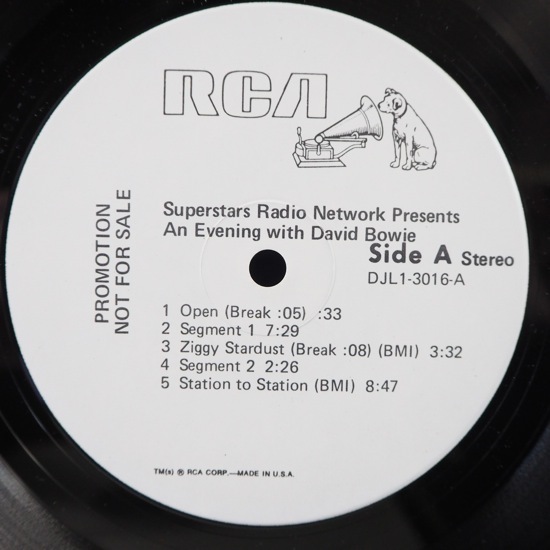 RCA
Superstars Radio Network Presents
An Evening with David Bowie
Side A Stereo
DJL1-3016-A
PROMOTION
NOT FOR SALE
1 Open (Break :05) :33
2 Segment 1 7:29
3 Ziggy Stardust (Break :08) (BMI) 3:32
4 Segment 2 2:26
5 Station to Station (BMI) 8:47
TM(s) ® RCA CORP.—MADE IN U.S.A.